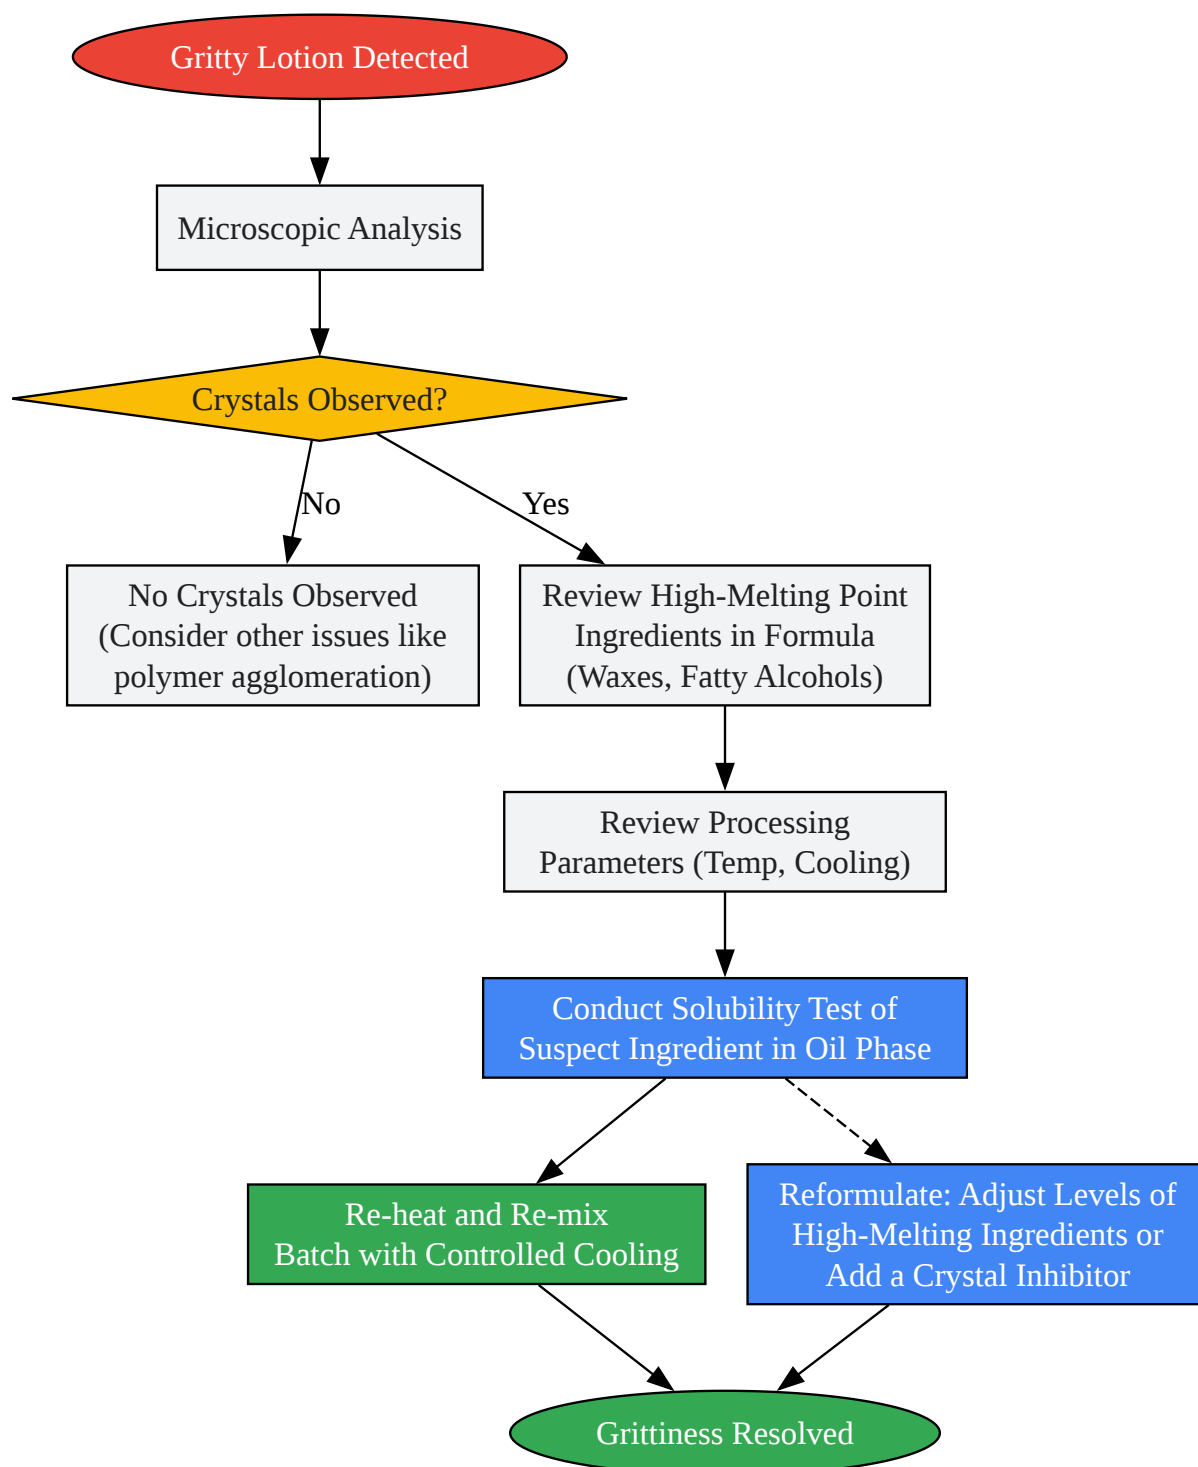 Gritty Lotion Detected
Microscopic Analysis
Crystals Observed?
No
Yes
No Crystals Observed
(Consider other issues like
polymer agglomeration)
Review High-Melting Point
Ingredients in Formula
(Waxes, Fatty Alcohols)
Review Processing
Parameters (Temp, Cooling)
Conduct Solubility Test of
Suspect Ingredient in Oil Phase
Re-heat and Re-mix
Batch with Controlled Cooling
Reformulate: Adjust Levels of
High-Melting Ingredients or
Add a Crystal Inhibitor
Grittiness Resolved